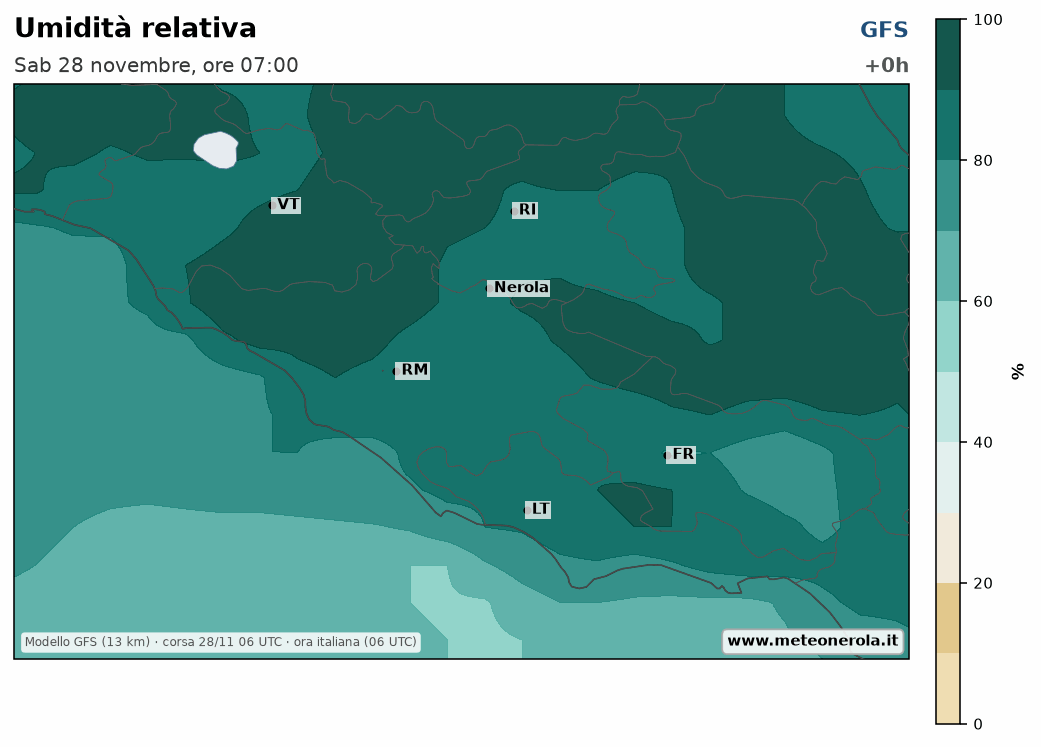 Umidità relativa
GFS
Sab 28 novembre, ore 07:00
+0h
100
80
60
40
20
0
%
VT
RI
Nerola
RM
FR
LT
Modello GFS (13 km) · corsa 28/11 06 UTC · ora italiana (06 UTC)
www.meteonerola.it